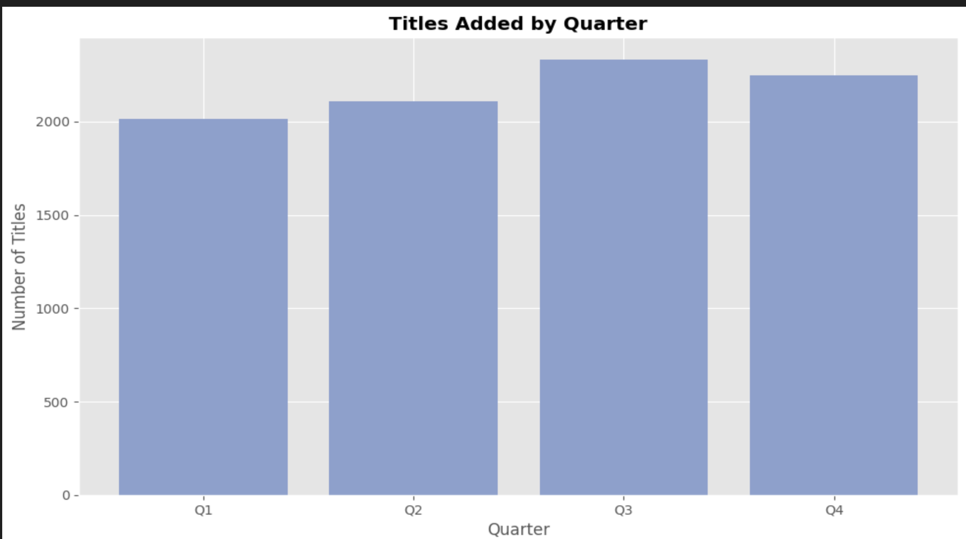 Titles Added by Quarter
Number of Titles
2000
1500
1000
500
0
Q1 Q2 Q3 Q4
Quarter